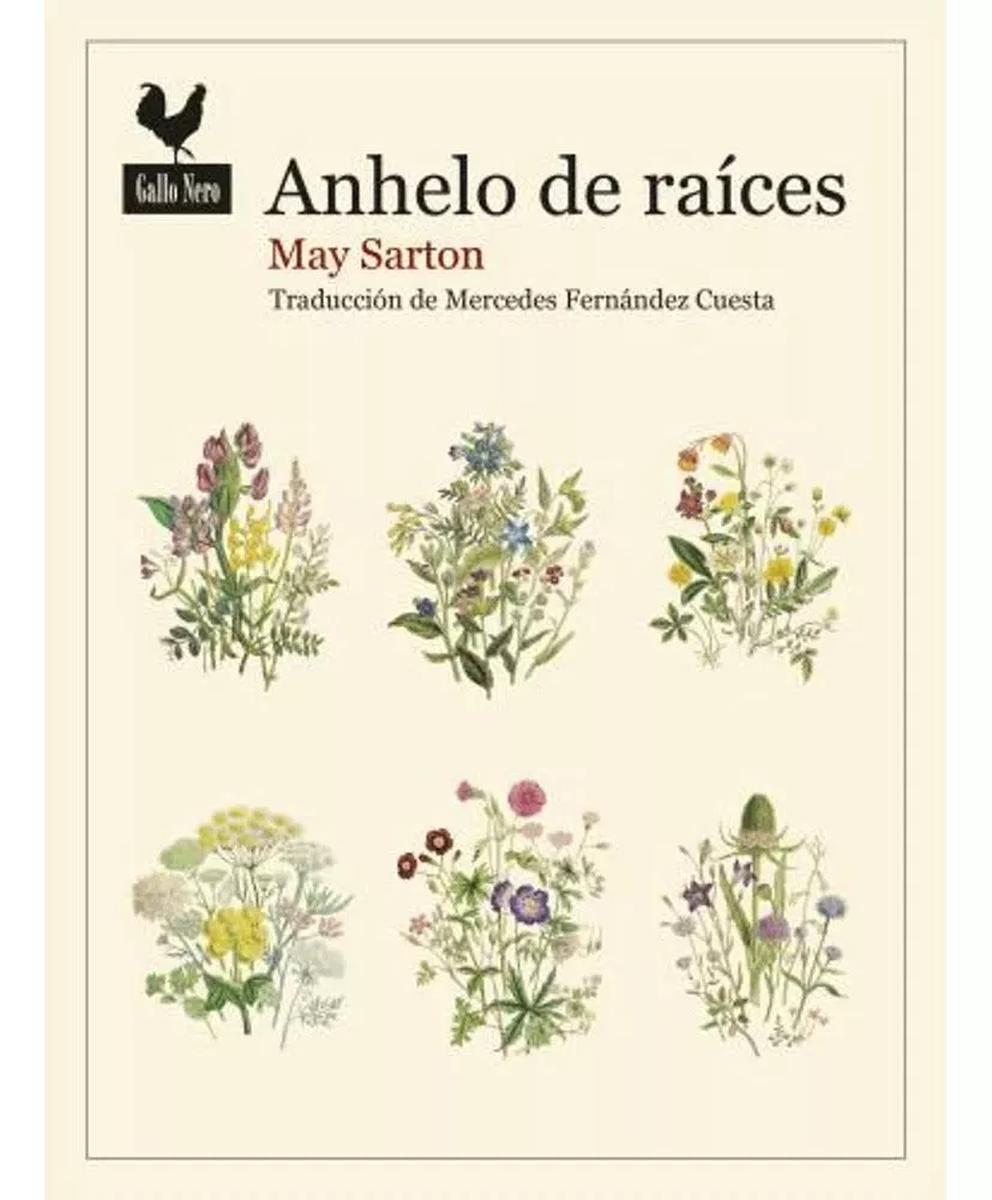 Gallo Nero
Anhelo de raíces
May Sarton
Traducción de Mercedes Fernández Cuesta